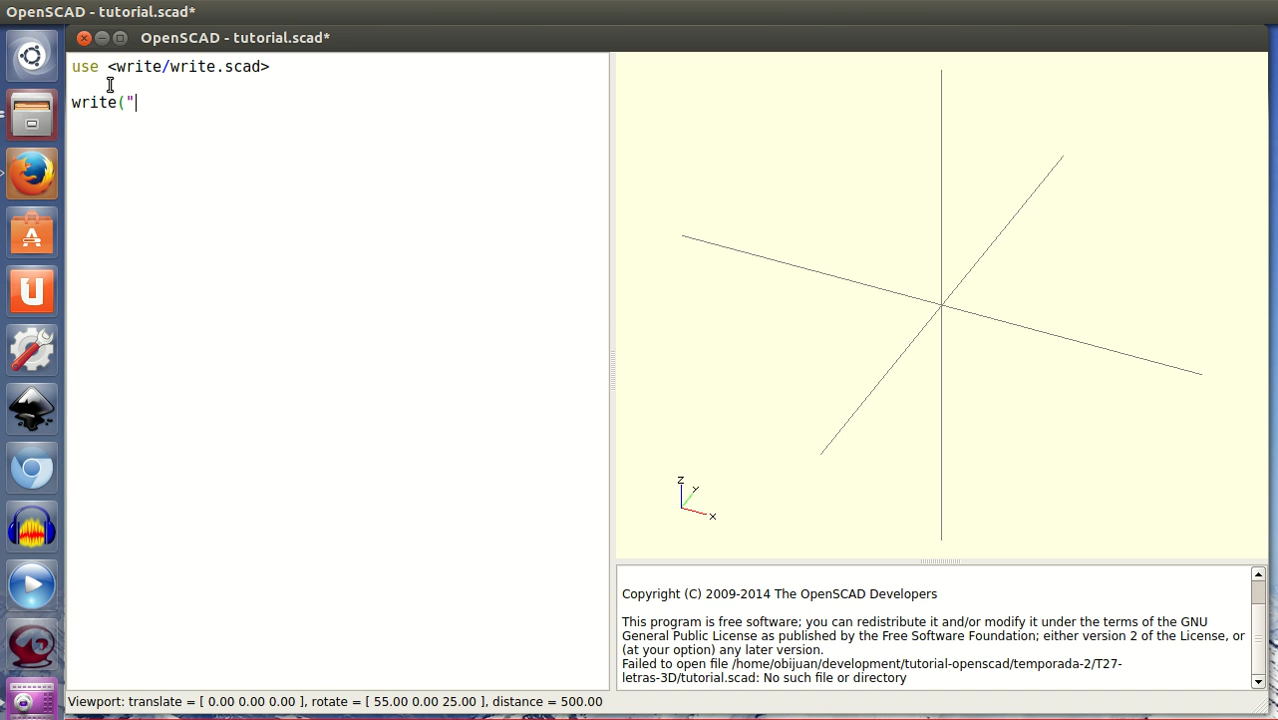 OpenSCAD - tutorial.scad*
OpenSCAD - tutorial.scad*
use <write/write.scad>
write("
Z
Y
X
Copyright (C) 2009-2014 The OpenSCAD Developers
This program is free software; you can redistribute it and/or modify it under the terms of the GNU
General Public License as published by the Free Software Foundation; either version 2 of the License, or
(at your option) any later version.
Failed to open file /home/obijuan/development/tutorial-openscad/temporada-2/T27-
letras-3D/tutorial.scad: No such file or directory
Viewport: translate = [ 0.00 0.00 0.00 ], rotate = [ 55.00 0.00 25.00 ], distance = 500.00